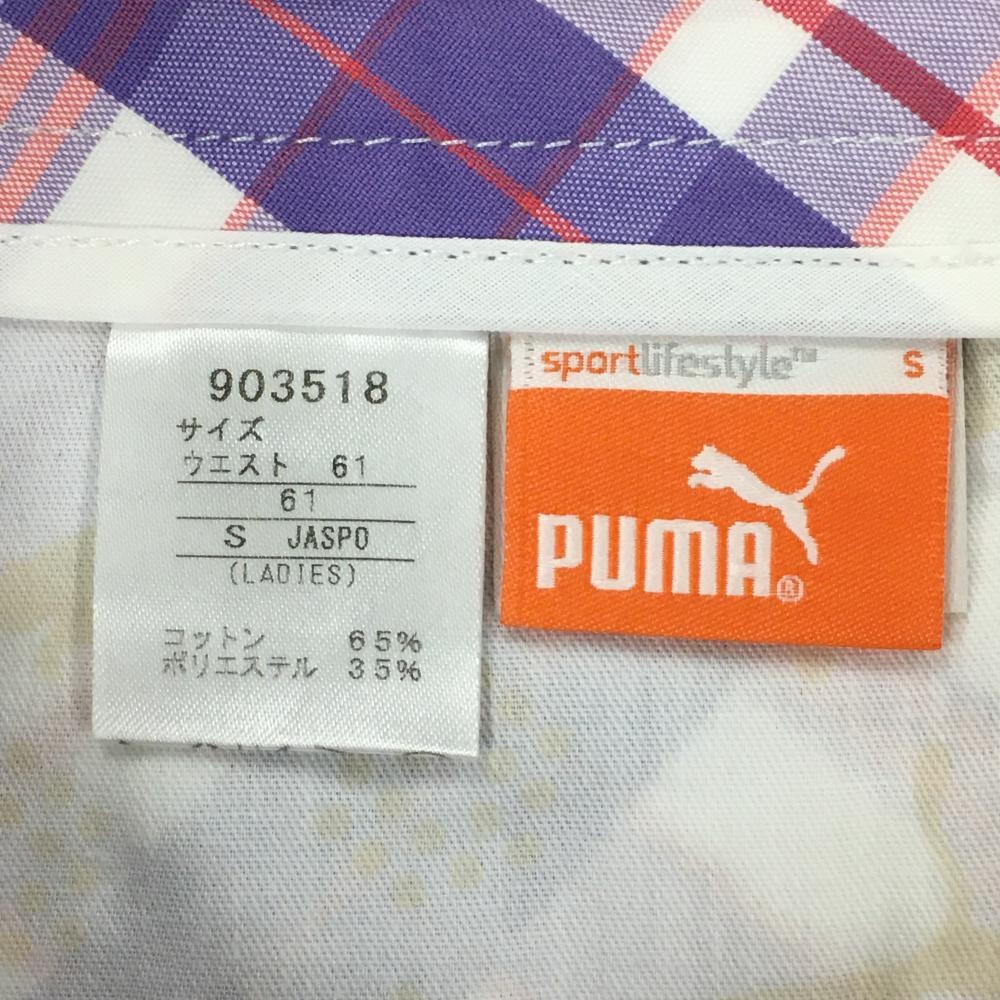 903518
サイズ
ウエスト 61
61
S JASPO
(LADIES)
コットン 65%
ポリエステル 35%
sportlifestyle™ S
PUMA®